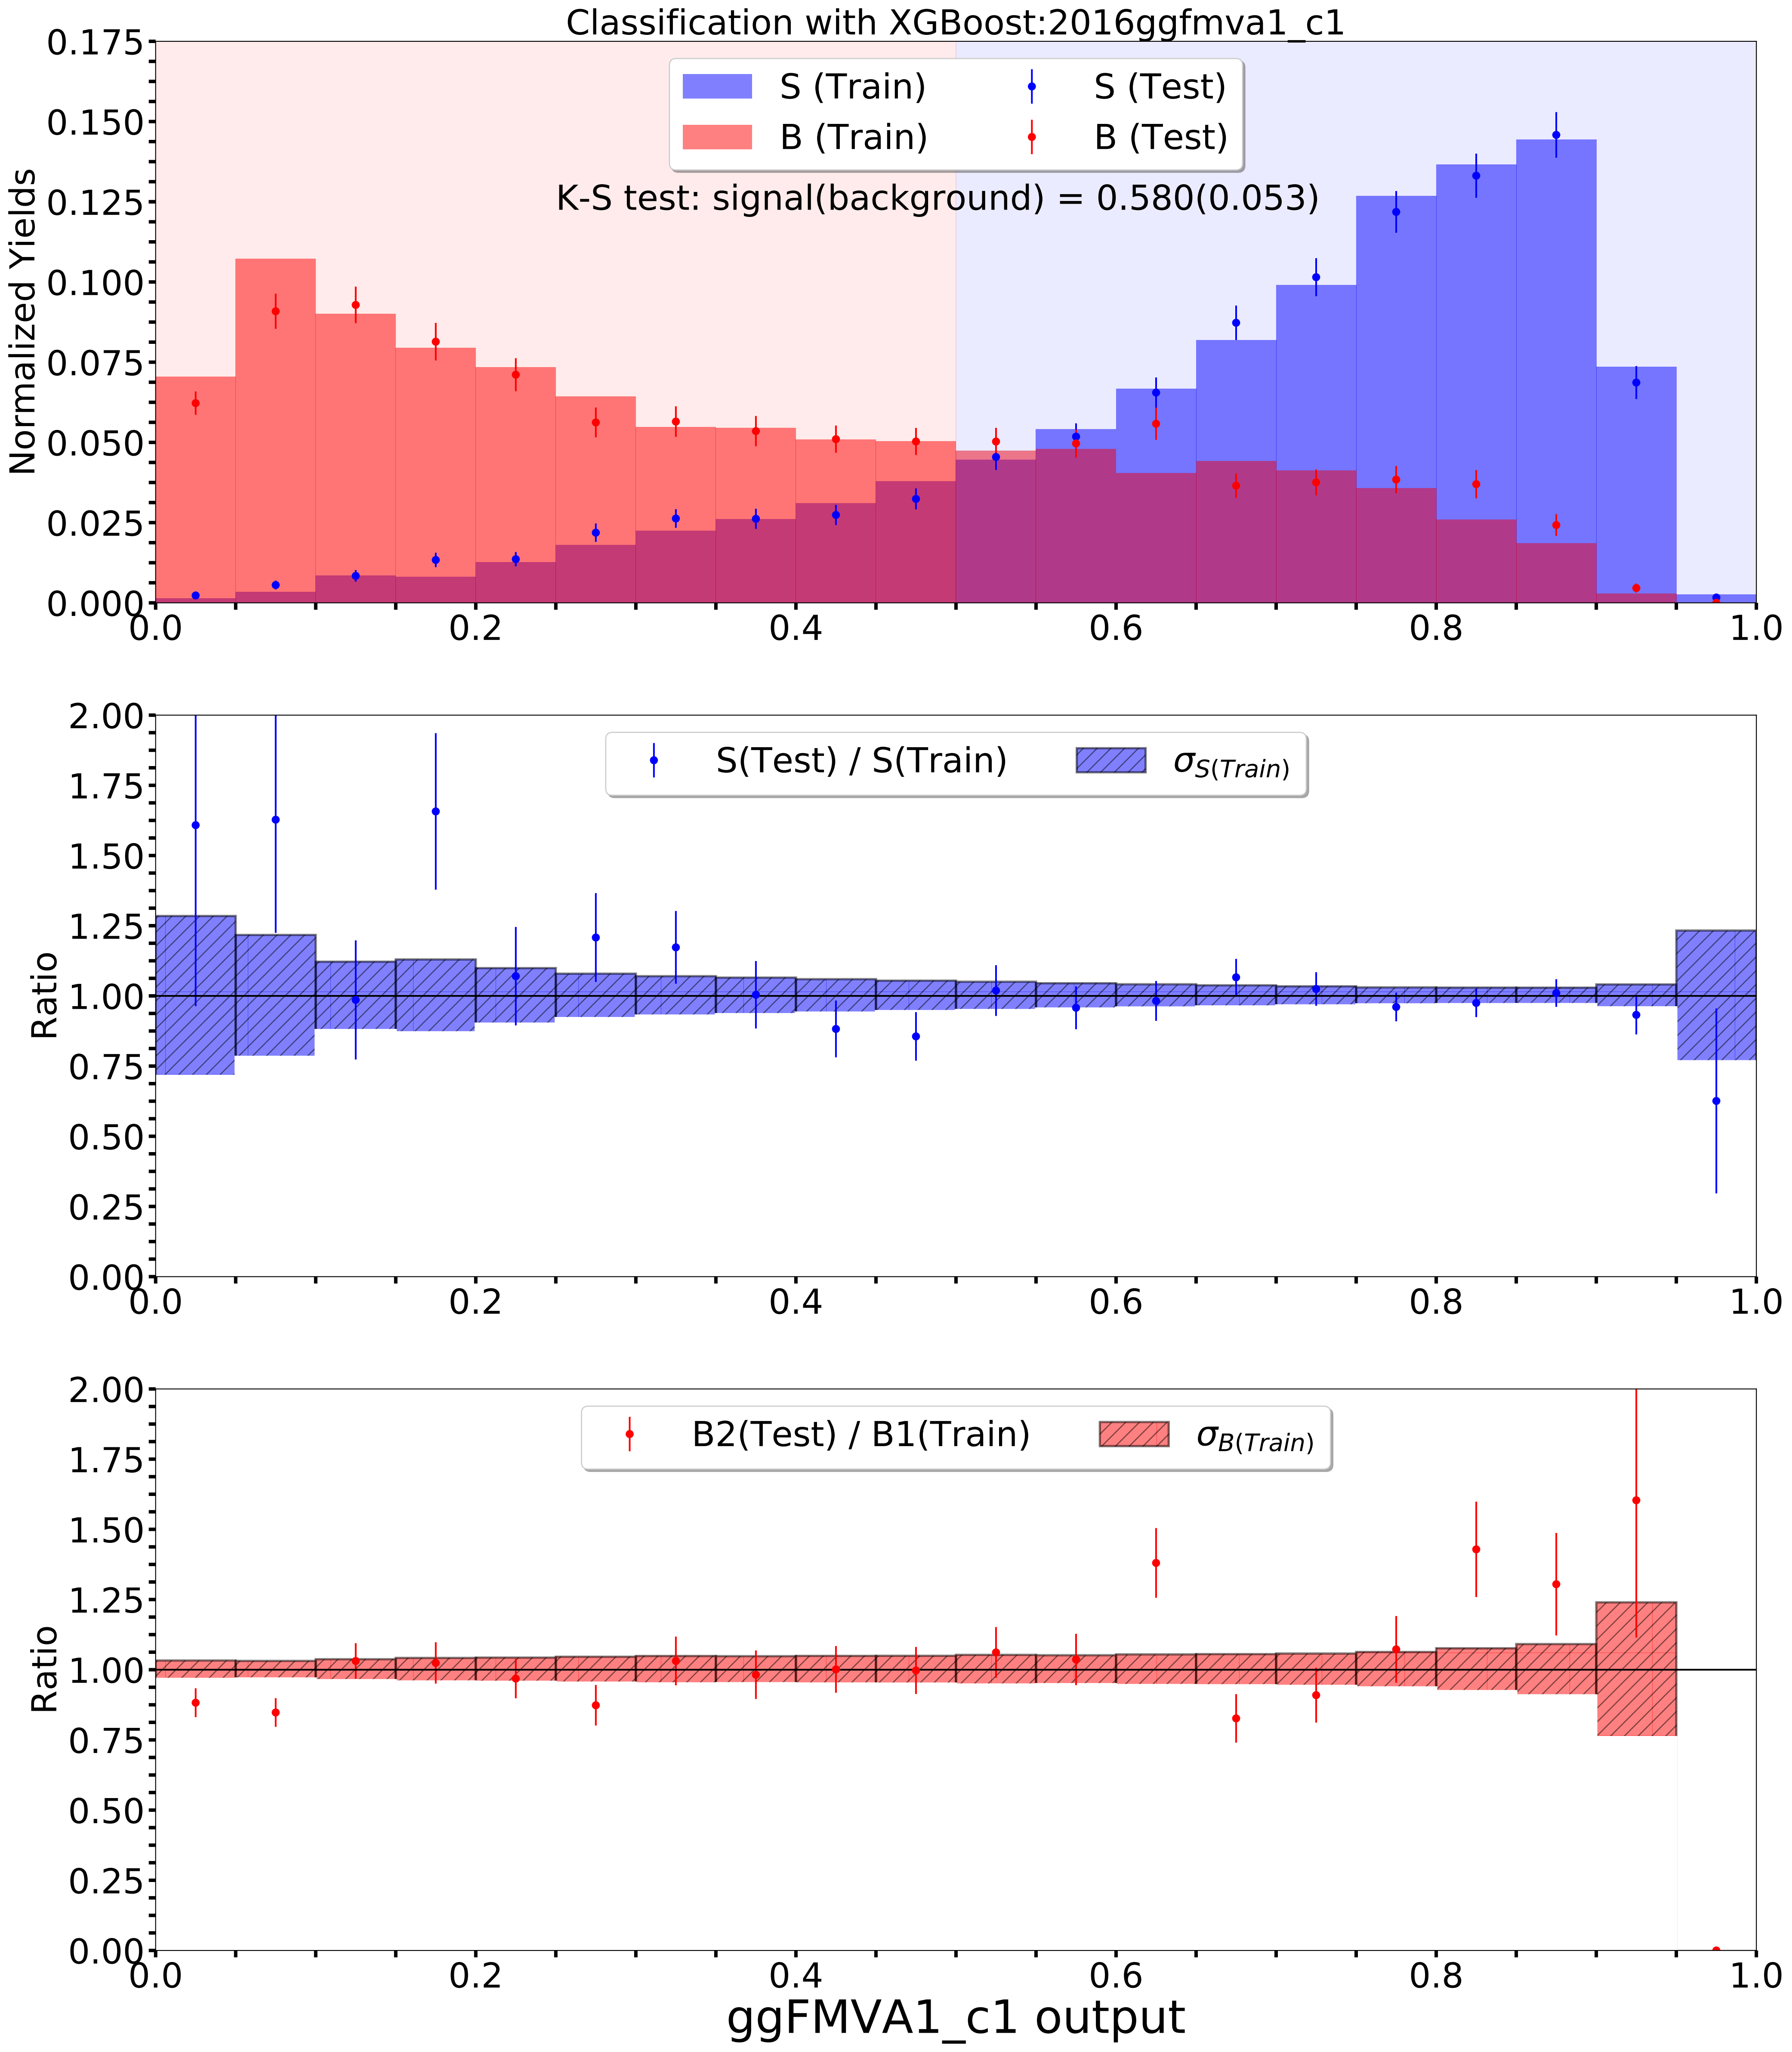 Classification with XGBoost:2016ggfmva1_c1
0.175
0.150
0.125
0.100
0.075
0.050
0.025
0.000
Normalized Yields
S (Train)
B (Train)
S (Test)
B (Test)
K-S test: signal(background) = 0.580(0.053)
0.0 0.2 0.4 0.6 0.8 1.0
2.00
1.75
1.50
1.25
1.00
0.75
0.50
0.25
0.00
Ratio
S(Test) / S(Train)
σS(Train)
0.0 0.2 0.4 0.6 0.8 1.0
2.00
1.75
1.50
1.25
1.00
0.75
0.50
0.25
0.00
Ratio
B2(Test) / B1(Train)
σB(Train)
0.0 0.2 0.4 0.6 0.8 1.0
ggFMVA1_c1 output